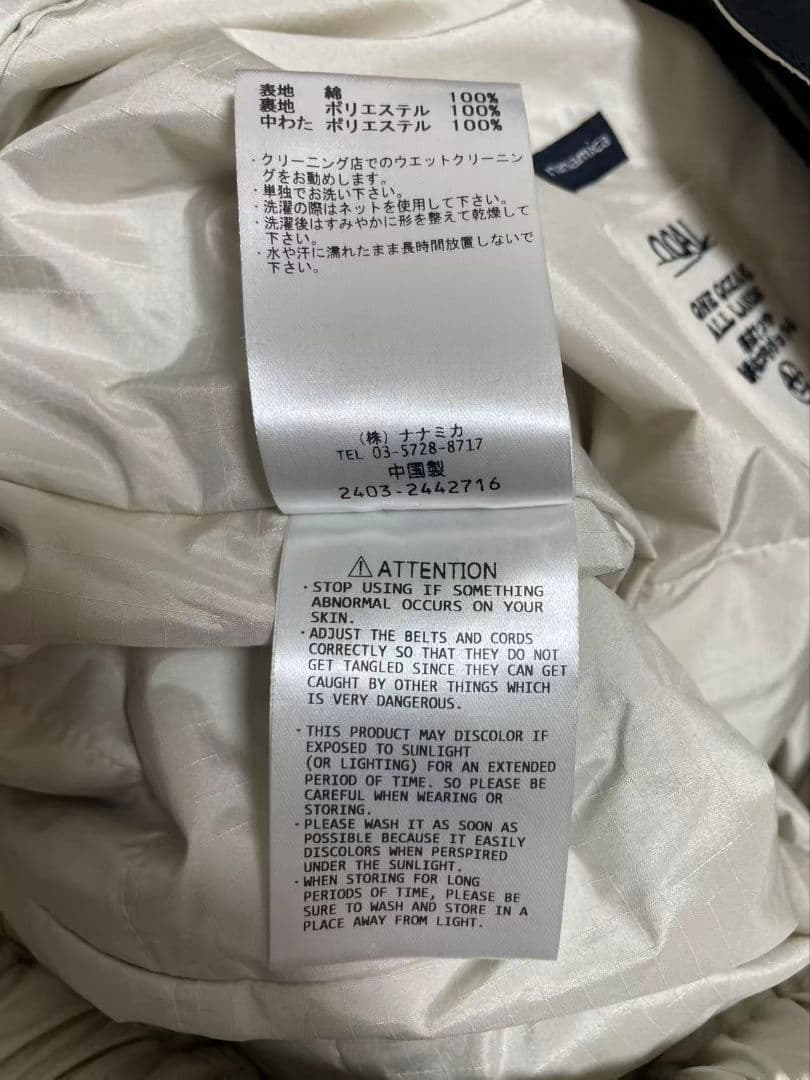 表地 綿 100%
裏地 ポリエステル 100%
中わた ポリエステル 100%
・クリーニング店でのウエットクリーニン
グをお勧めします。
・単独でお洗い下さい。
・洗濯の際はネットを使用して下さい。
・洗濯後はすみやかに形を整えて乾燥して
下さい。
・水や汗に濡れたまま長時間放置しないで
下さい。
(株) ナナミカ
TEL 03-5728-8717
中国製
2403-2442716
⚠ ATTENTION
・STOP USING IF SOMETHING
ABNORMAL OCCURS ON YOUR
SKIN.
・ADJUST THE BELTS AND CORDS
CORRECTLY SO THAT THEY DO NOT
GET TANGLED SINCE THEY CAN GET
CAUGHT BY OTHER THINGS WHICH
IS VERY DANGEROUS.
・THIS PRODUCT MAY DISCOLOR IF
EXPOSED TO SUNLIGHT
(OR LIGHTING) FOR AN EXTENDED
PERIOD OF TIME. SO PLEASE BE
CAREFUL WHEN WEARING OR
STORING.
・PLEASE WASH IT AS SOON AS
POSSIBLE BECAUSE IT EASILY
DISCOLORS WHEN PERSPIRED
UNDER THE SUNLIGHT.
・WHEN STORING FOR LONG
PERIODS OF TIME, PLEASE BE
SURE TO WASH AND STORE IN A
PLACE AWAY FROM LIGHT.
nanamica
ALL